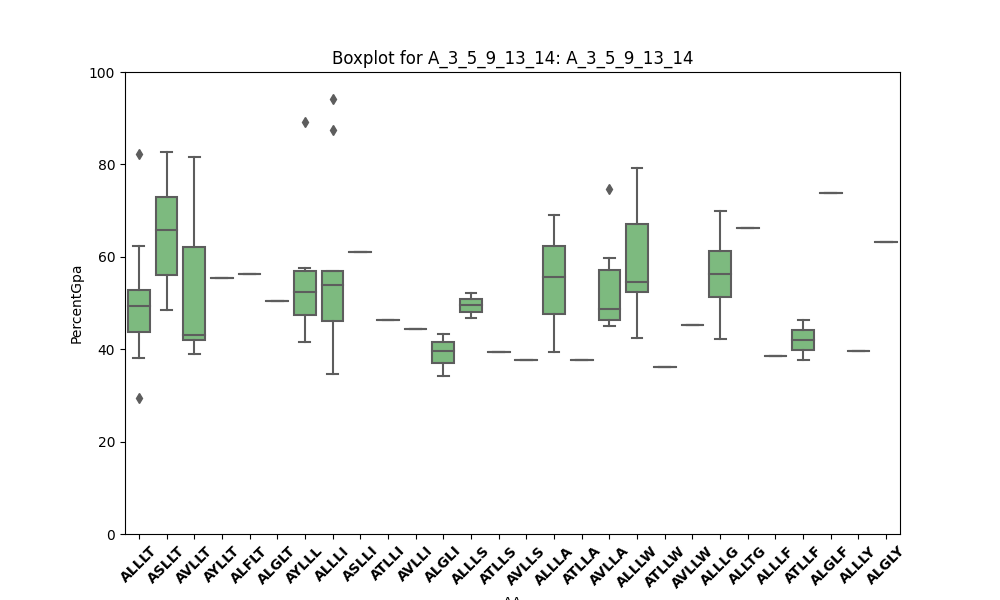 Boxplot for A_3_5_9_13_14: A_3_5_9_13_14
100
80
60
40
20
0
PercentGpa
ALLLT ASLLT AVLLT AYLLT ALFLT ALGLT AYLLL ALLLI ASLLI ATLLI AVLLI ALGLI ALLLS ATLLS AVLLS ALLLA ATLLA AVLLA ALLLW ATLLW AVLLW ALLLG ALLTG ALLLF ATLLF ALGLF ALLLY ALGLY